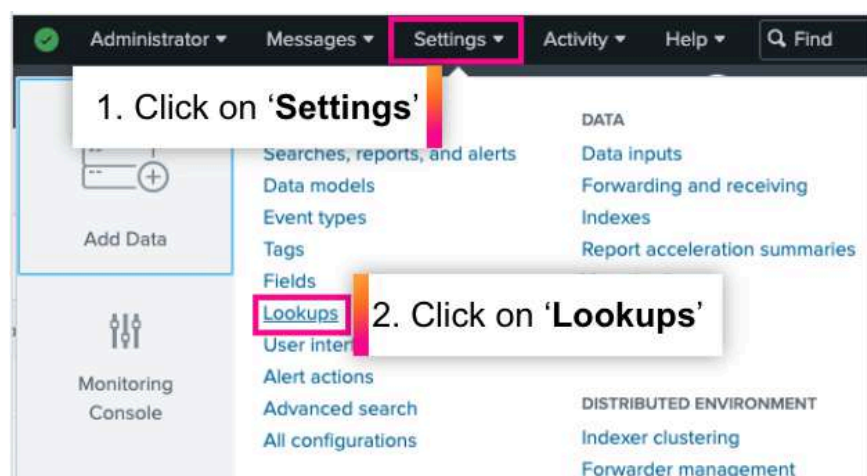 Administrator Messages Settings Activity Help Find
1. Click on ‘Settings’
Searches, reports, and alerts
Data models
Event types
Tags
Fields
Lookups
2. Click on ‘Lookups’
User
Alert actions
Advanced search
All configurations
DATA
Data inputs
Forwarding and receiving
Indexes
Report acceleration summaries
DISTRIBUTED ENVIRONMENT
Indexer clustering
Forwarder management
Add Data
Monitoring
Console